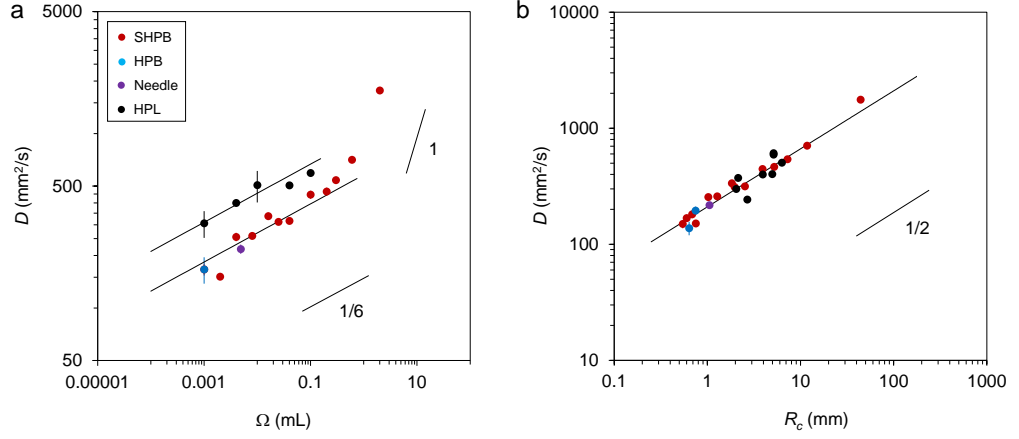 a
5000
500
50
D (mm²/s)
SHPB
HPB
Needle
HPL
1
1/6
0.00001
0.001
0.1
10
Ω (mL)
b
10000
1000
100
10
D (mm²/s)
1/2
0.1
1
10
100
1000
R_c (mm)